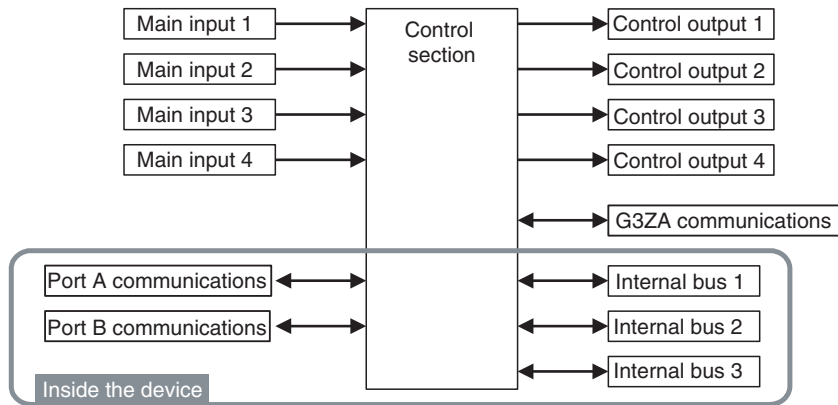 Main input 1
Main input 2
Main input 3
Main input 4
Control
section
Control output 1
Control output 2
Control output 3
Control output 4
G3ZA communications
Port A communications
Port B communications
Internal bus 1
Internal bus 2
Internal bus 3
Inside the device